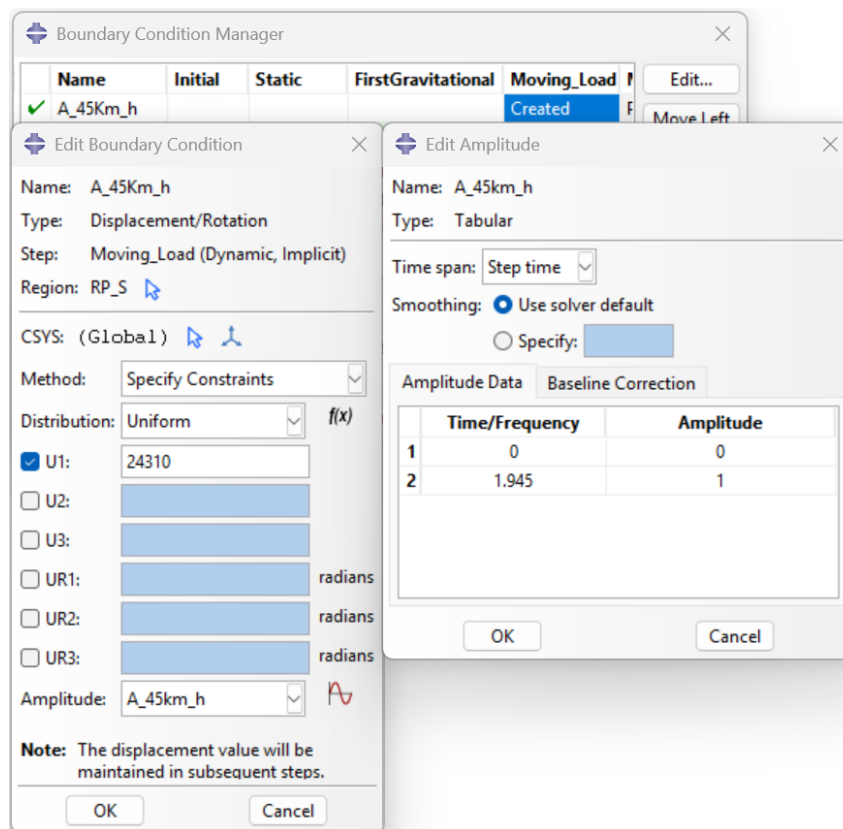 Boundary Condition Manager
Name Initial Static FirstGravitational Moving_Load
A_45Km_h Created
Edit...
Move Left
Edit Boundary Condition
Name: A_45Km_h
Type: Displacement/Rotation
Step: Moving_Load (Dynamic, Implicit)
Region: RP_S
CSYS: (Global)
Method: Specify Constraints
Distribution: Uniform f(x)
U1: 24310
U2:
U3:
UR1: radians
UR2: radians
UR3: radians
Amplitude: A_45km_h
Note: The displacement value will be
maintained in subsequent steps.
OK Cancel
Edit Amplitude
Name: A_45km_h
Type: Tabular
Time span: Step time
Smoothing: Use solver default
Specify:
Amplitude Data Baseline Correction
Time/Frequency Amplitude
1 0 0
2 1.945 1
OK Cancel